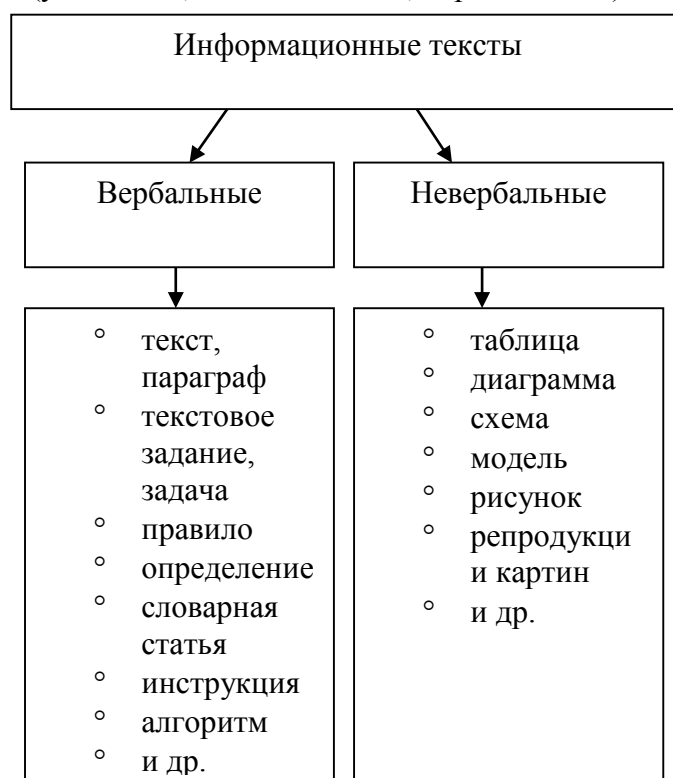 Информационные тексты
Вербальные
Невербальные
° текст,
параграф
° текстовое
задание,
задача
° правило
° определение
° словарная
статья
° инструкция
° алгоритм
° и др.
° таблица
° диаграмма
° схема
° модель
° рисунок
° репродукци
и картин
° и др.